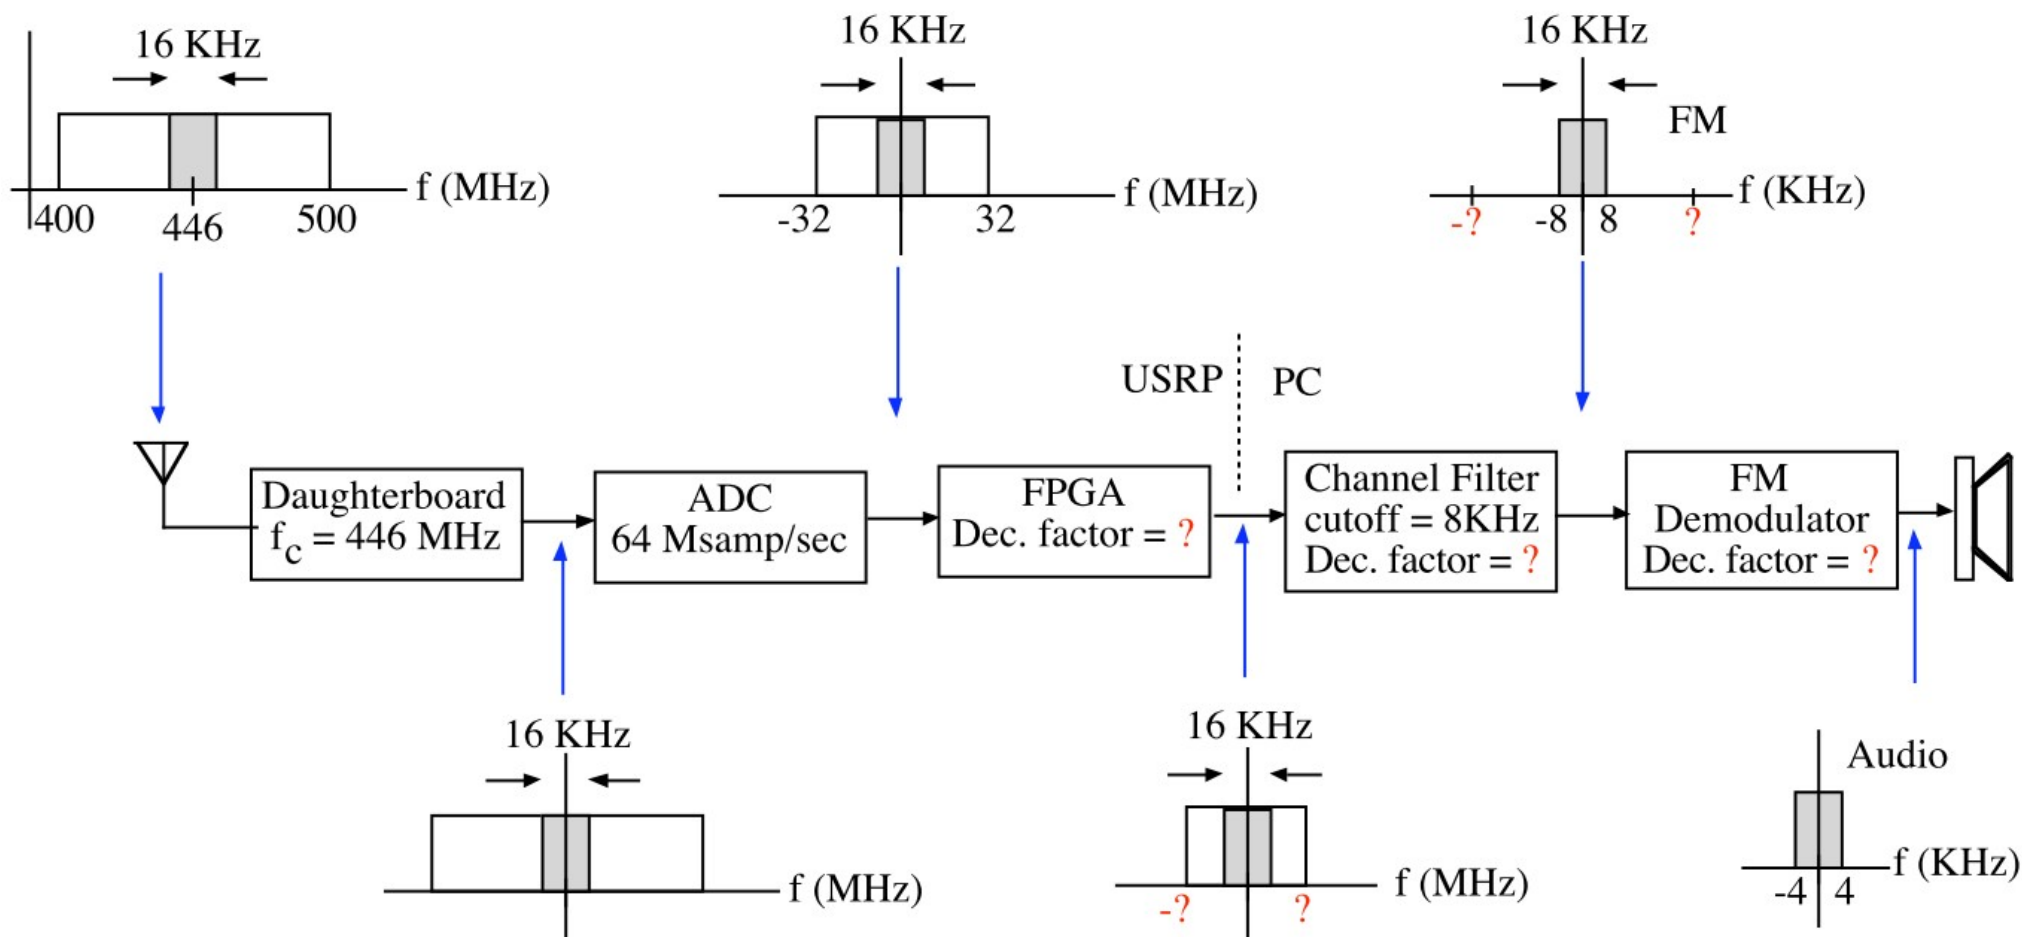 16 KHz
f (MHz)
400
446
500
16 KHz
f (MHz)
-32
32
16 KHz
FM
f (KHz)
-?
-8
8
?
USRP
PC
Daughterboard
fc = 446 MHz
ADC
64 Msamp/sec
FPGA
Dec. factor = ?
Channel Filter
cutoff = 8KHz
Dec. factor = ?
FM
Demodulator
Dec. factor = ?
16 KHz
f (MHz)
16 KHz
f (MHz)
-?
?
Audio
f (KHz)
-4
4